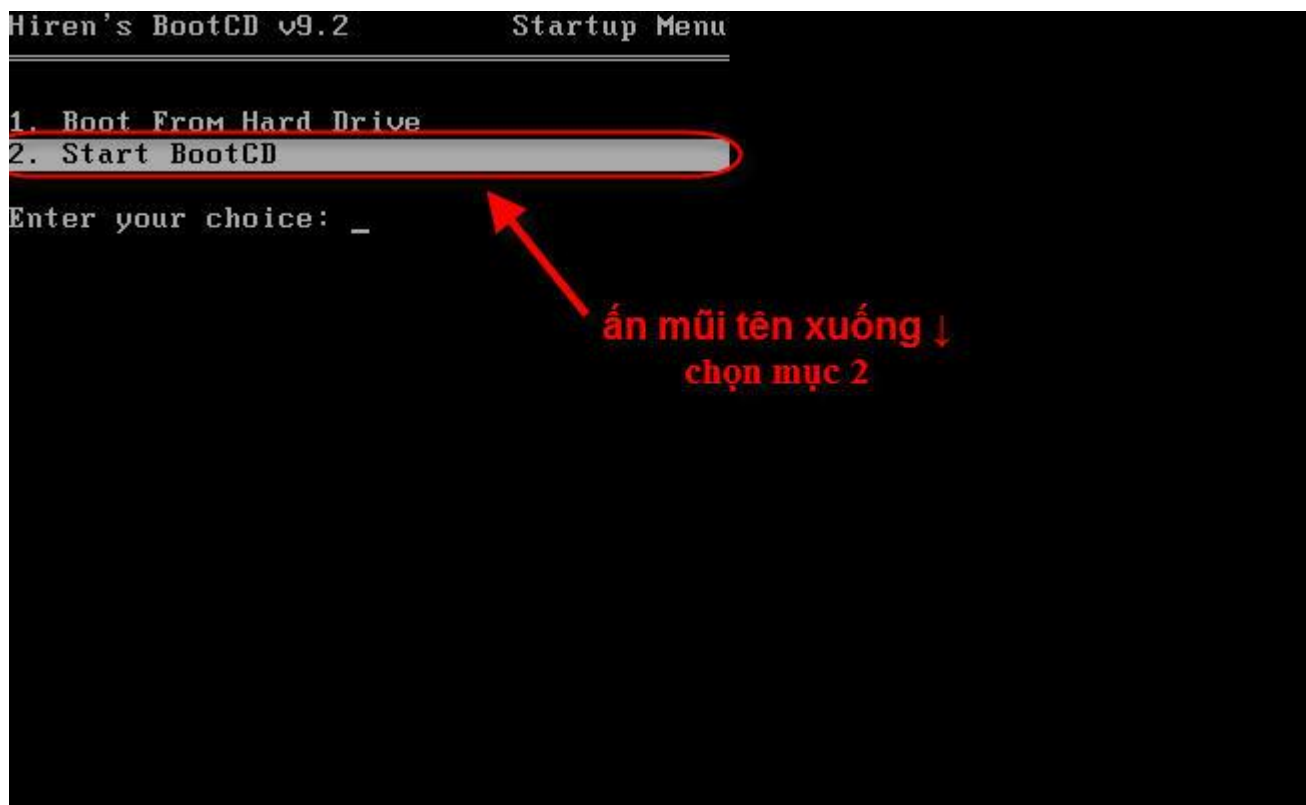 Hiren's BootCD v9.2 Startup Menu
1. Boot From Hard Drive
2. Start BootCD
Enter your choice: _
ấn mũi tên xuống ↓
chọn mục 2